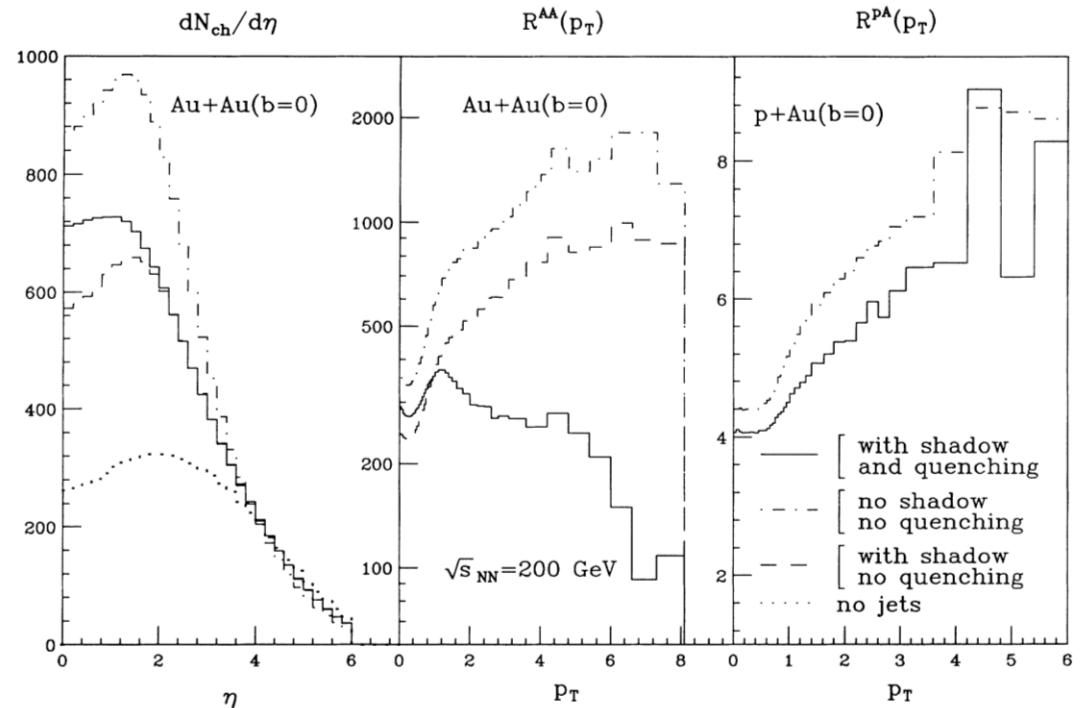 dN_ch/dη
R^AA(p_T)
R^pA(p_T)
1000
800
600
400
200
0
Au+Au(b=0)
0
2
4
6
η
2000
1000
500
200
100
Au+Au(b=0)
√s_NN=200 GeV
0
2
4
6
8
p_T
8
6
4
2
p+Au(b=0)
with shadow
and quenching
no shadow
no quenching
with shadow
no quenching
no jets
0
1
2
3
4
5
6
p_T